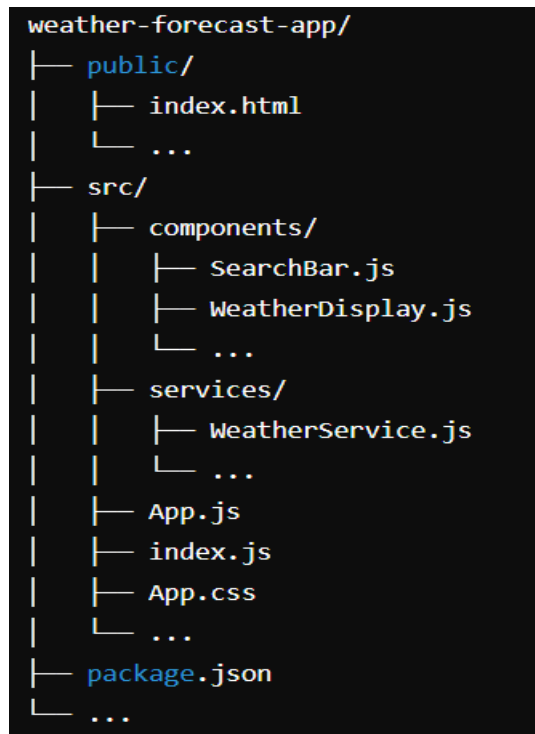 weather-forecast-app/
├── public/
│   ├── index.html
│   └── ...
├── src/
│   ├── components/
│   │   ├── SearchBar.js
│   │   ├── WeatherDisplay.js
│   │   └── ...
│   ├── services/
│   │   ├── WeatherService.js
│   │   └── ...
│   ├── App.js
│   ├── index.js
│   ├── App.css
│   └── ...
├── package.json
└── ...